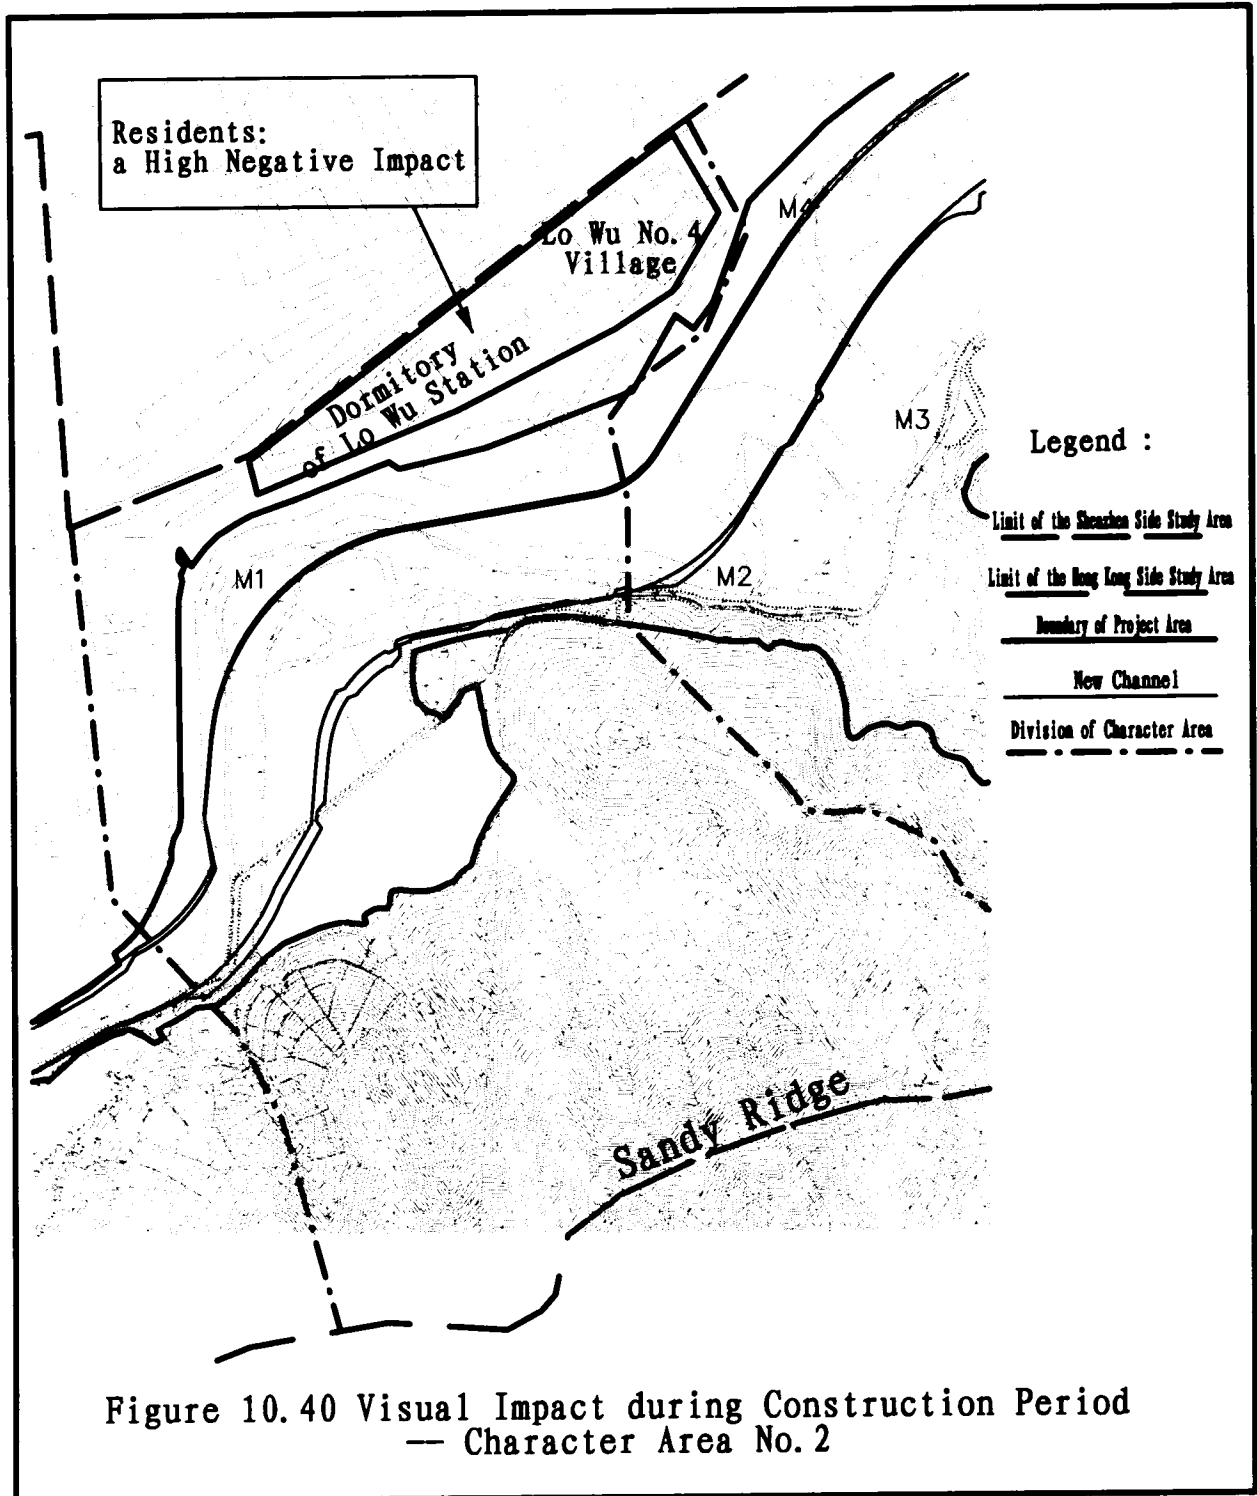 Residents:
a High Negative Impact
Lo Wu No. 4
Village
Dormitory
of Lo Wu Station
M4
M3
M1
M2
Legend :
Limit of the Shenzhen Side Study Area
Limit of the Hong Kong Side Study Area
Boundary of Project Area
New Channel
Division of Character Area
Sandy Ridge
Figure 10.40 Visual Impact during Construction Period
— Character Area No. 2